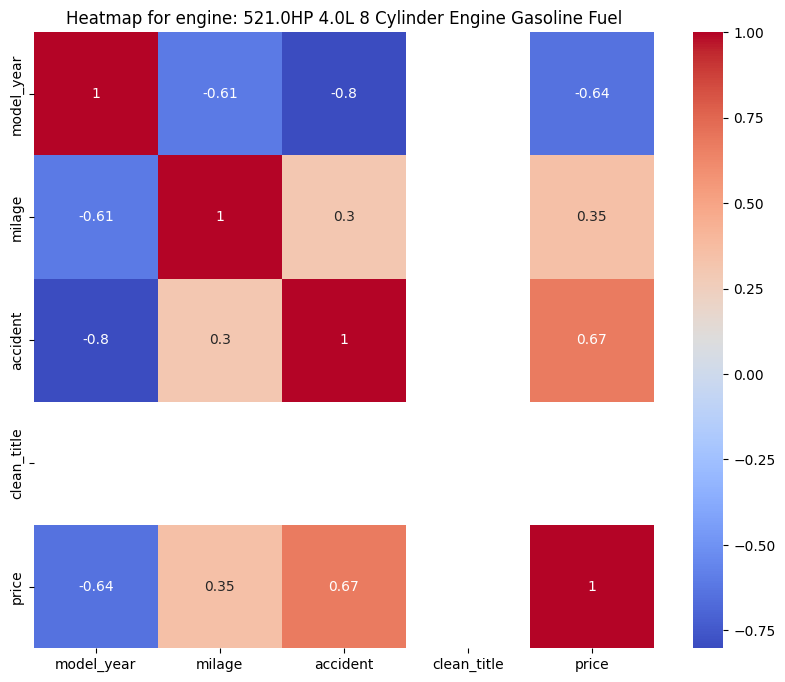 Heatmap for engine: 521.0HP 4.0L 8 Cylinder Engine Gasoline Fuel
model_year
1
-0.61
-0.8
-0.64
milage
-0.61
1
0.3
0.35
accident
-0.8
0.3
1
0.67
clean_title
price
-0.64
0.35
0.67
1
model_year
milage
accident
clean_title
price
1.00
0.75
0.50
0.25
0.00
−0.25
−0.50
−0.75